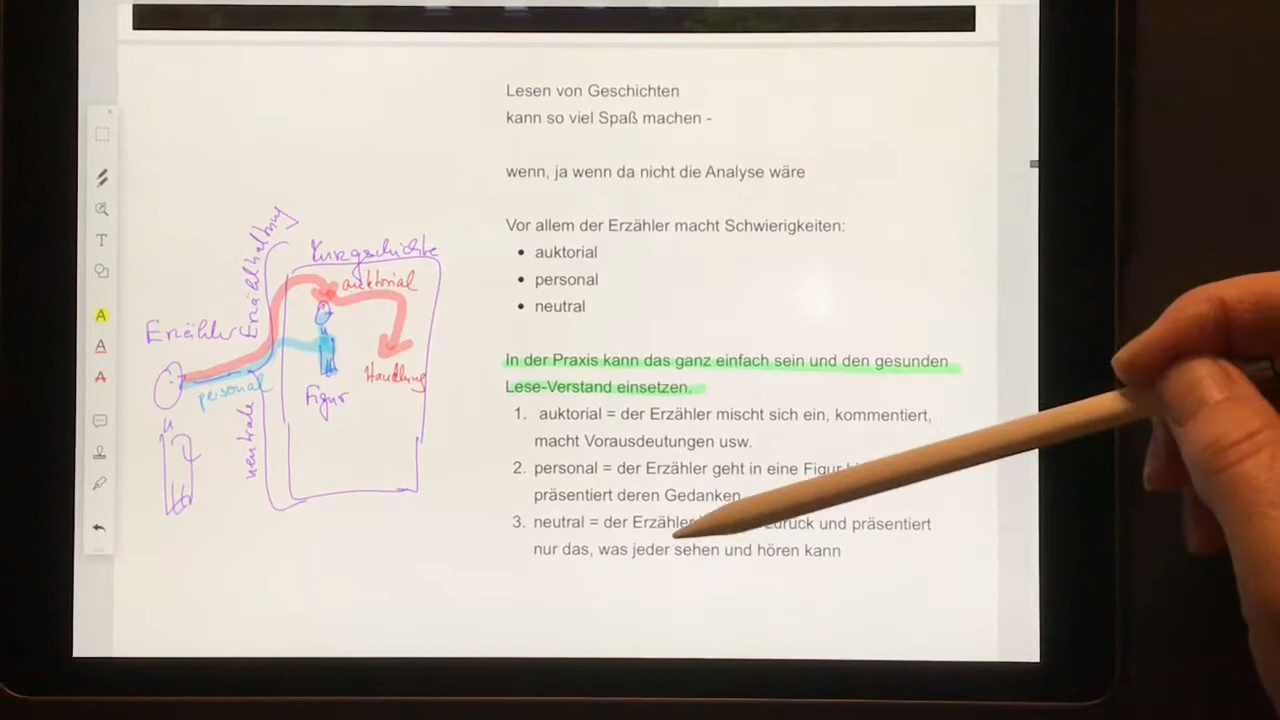 Lesen von Geschichten
kann so viel Spaß machen -
wenn, ja wenn da nicht die Analyse wäre
Vor allem der Erzähler macht Schwierigkeiten:
• auktorial
• personal
• neutral
In der Praxis kann das ganz einfach sein und den gesunden
Lese-Verstand einsetzen.
1. auktorial = der Erzähler mischt sich ein, kommentiert,
macht Vorausdeutungen usw.
2. personal = der Erzähler geht in eine Figur
präsentiert deren Gedanken
3. neutral = der Erzähler zurück und präsentiert
nur das, was jeder sehen und hören kann
Kurzgeschichte
Erzählhaltung
auktorial
Erzähler
personal
Handlung
Figur
neutrale
T
A
A
A